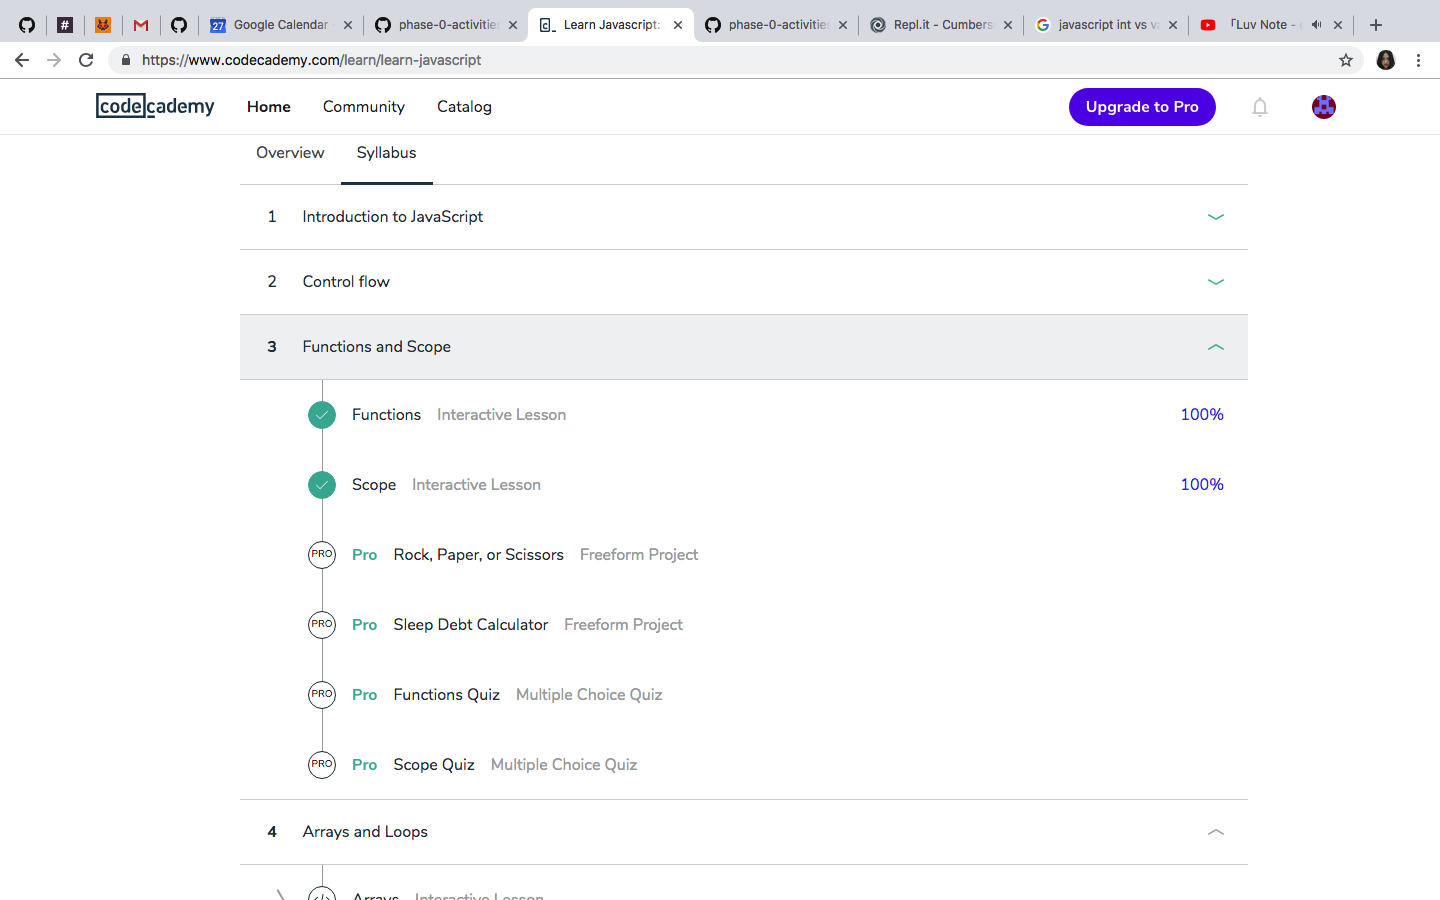 27 Google Calendar - phase-0-activities Learn Javascript: phase-0-activities Repl.it - Cumbers javascript int vs va 「Luv Note -
https://www.codecademy.com/learn/learn-javascript
codecademy Home Community Catalog Upgrade to Pro
Overview Syllabus
1 Introduction to JavaScript
2 Control flow
3 Functions and Scope
Functions Interactive Lesson 100%
Scope Interactive Lesson 100%
PRO Pro Rock, Paper, or Scissors Freeform Project
PRO Pro Sleep Debt Calculator Freeform Project
PRO Pro Functions Quiz Multiple Choice Quiz
PRO Pro Scope Quiz Multiple Choice Quiz
4 Arrays and Loops
Arrays Interactive Lesson